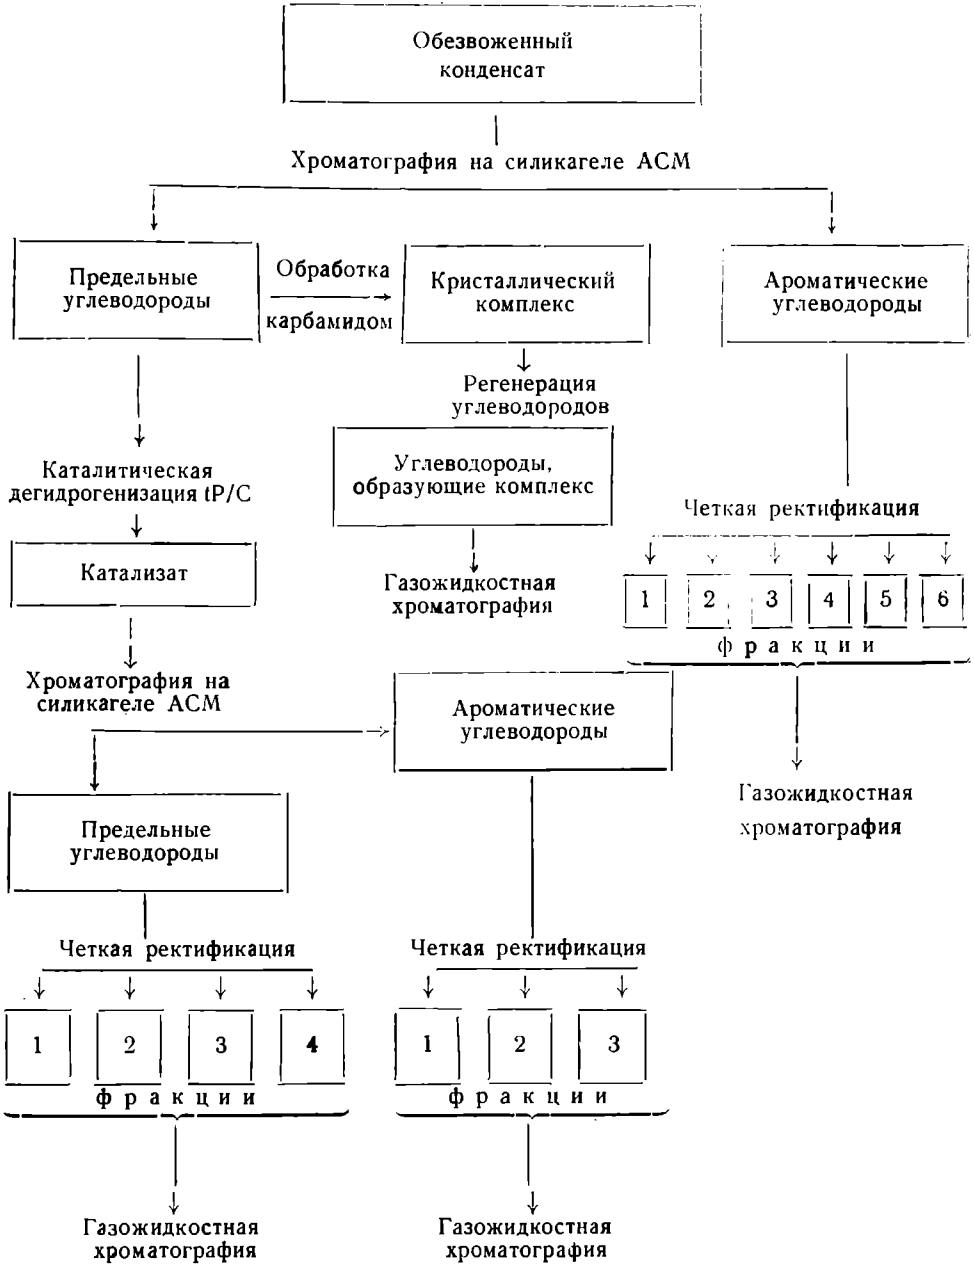 Обезвоженный
конденсат
Хроматография на силикагеле АСМ
Предельные
углеводороды
Обработка
карбамидом
Кристаллический
комплекс
Ароматические
углеводороды
Регенерация
углеводородов
Углеводороды,
образующие комплекс
Газожидкостная
хроматография
Каталитическая
дегидрогенизация tP/C
Катализат
Хроматография на
силикагеле АСМ
Четкая ректификация
1 2 3 4 5 6
фракции
Газожидкостная
хроматография
Ароматические
углеводороды
Предельные
углеводороды
Четкая ректификация
1 2 3 4
фракции
Газожидкостная
хроматография
Четкая ректификация
1 2 3
фракции
Газожидкостная
хроматография